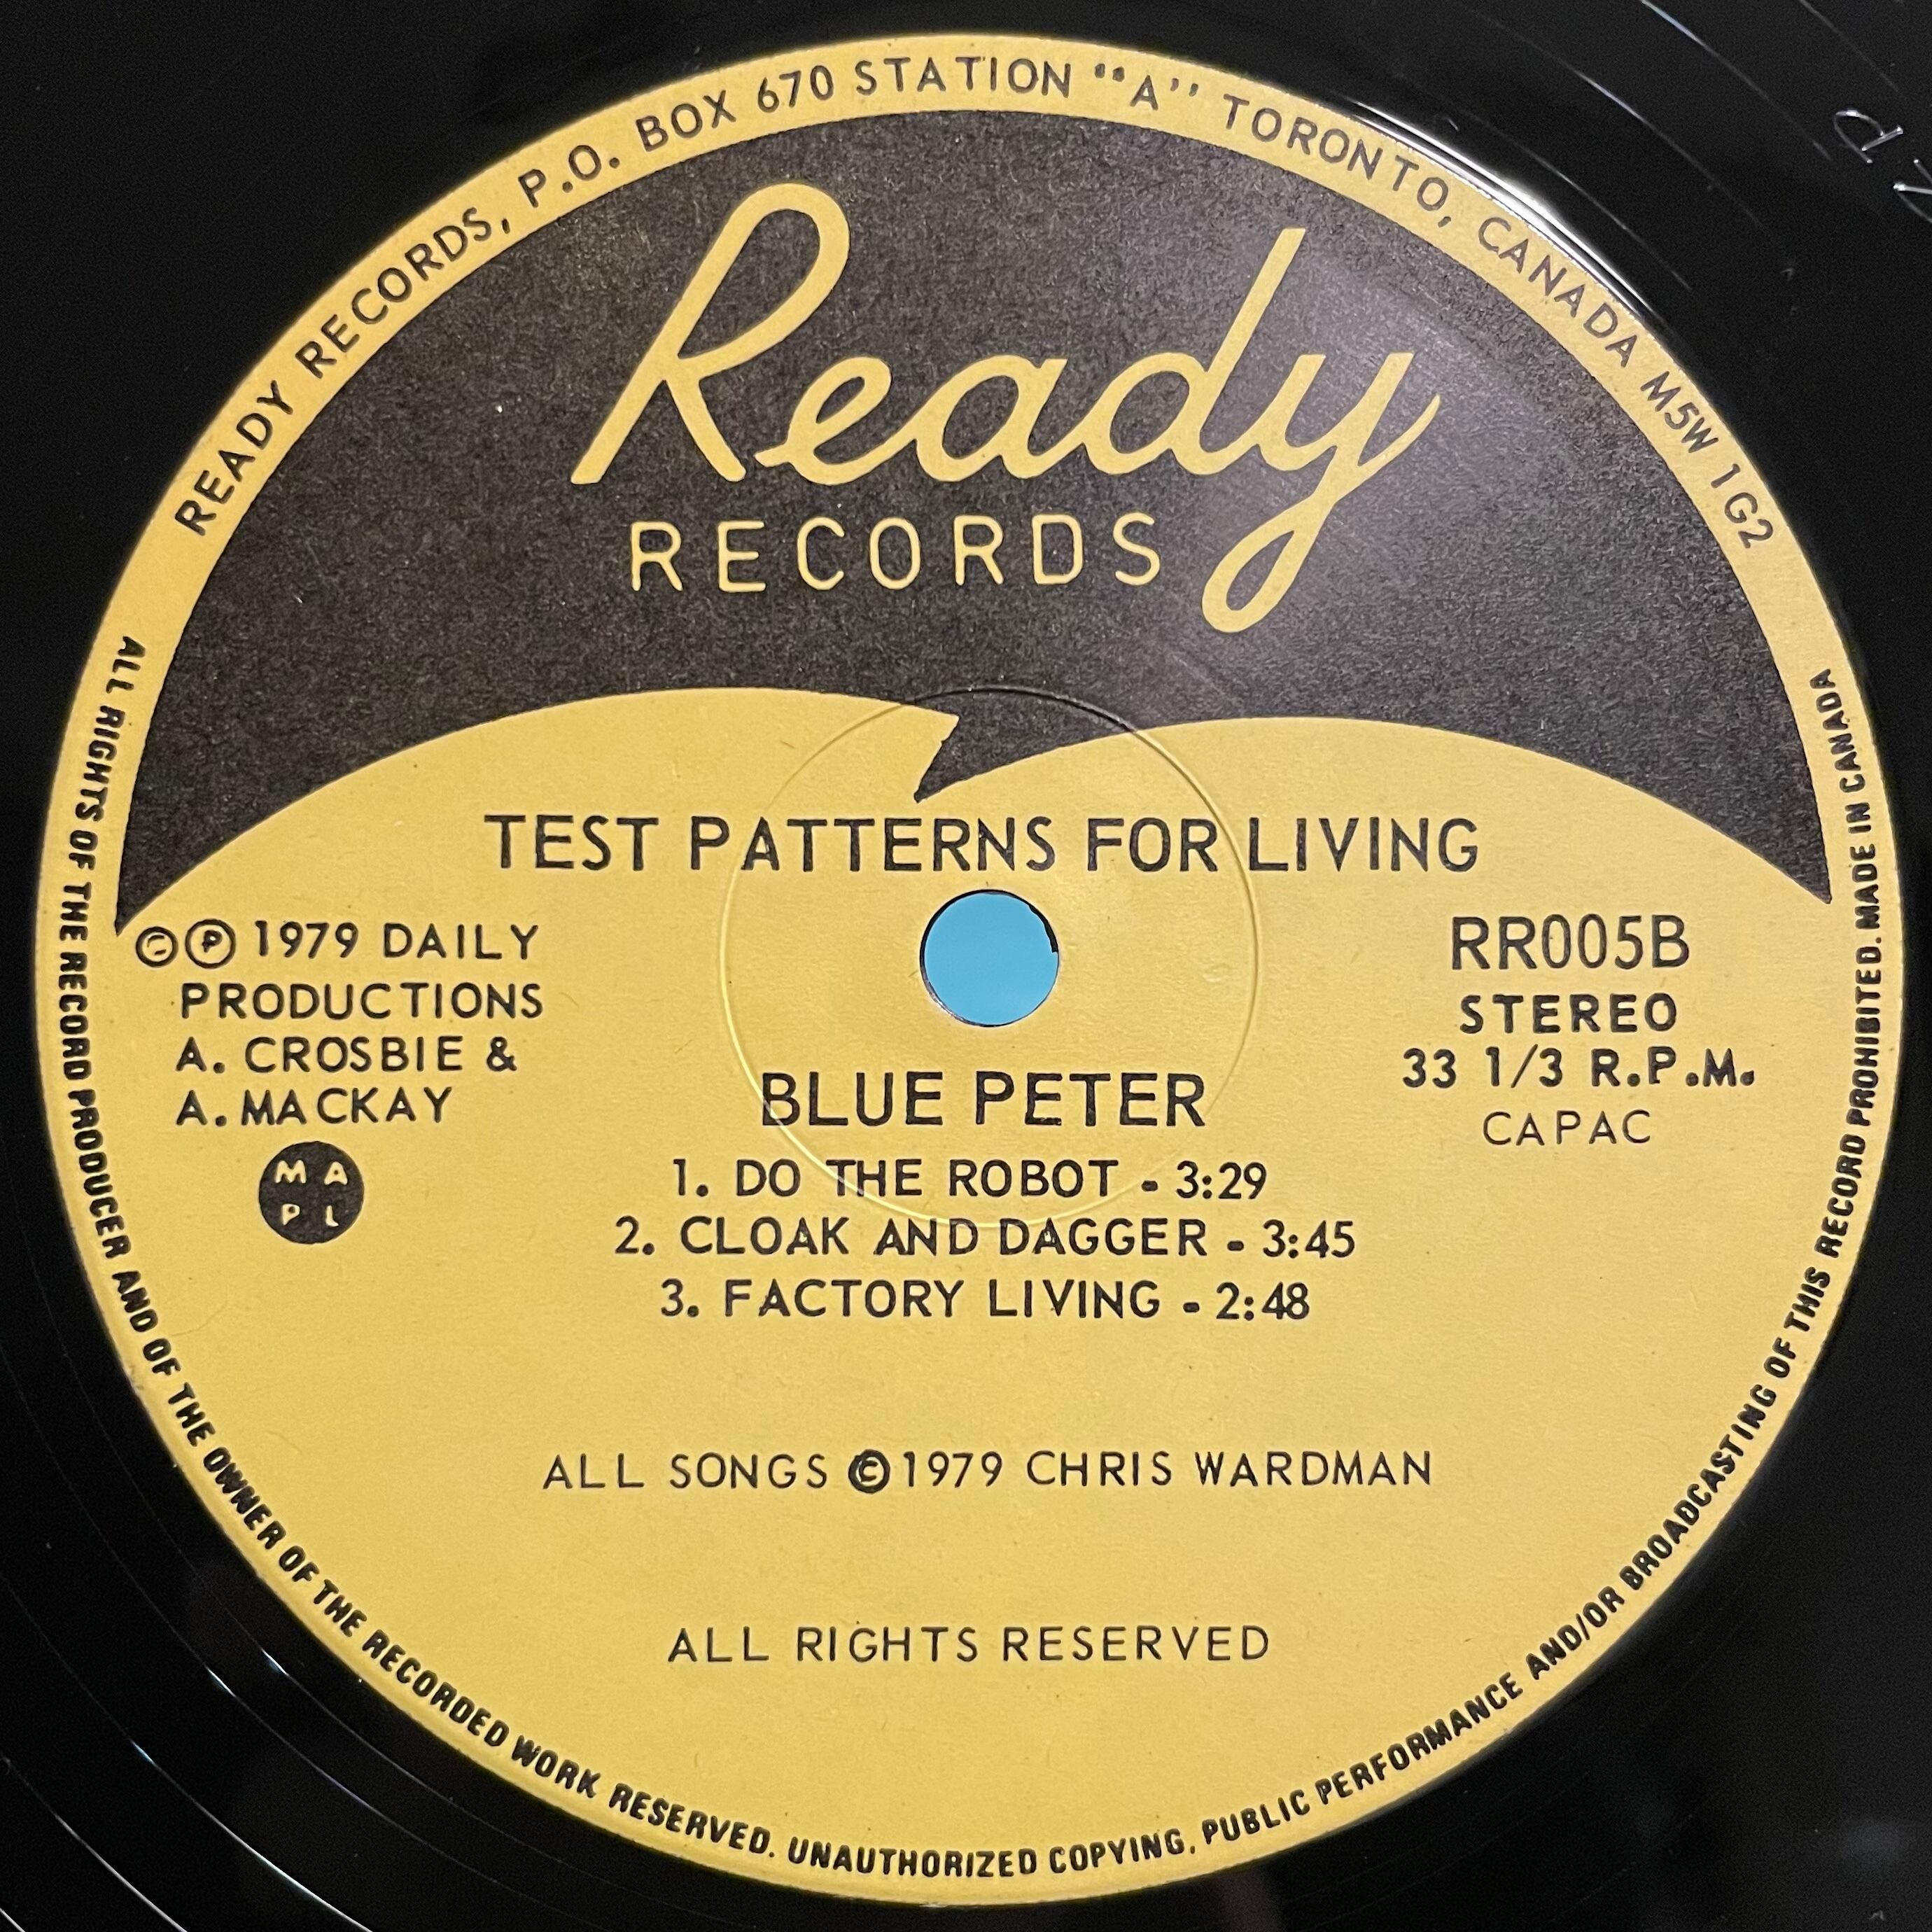 READY RECORDS, P.O. BOX 670 STATION "A" TORONTO, CANADA M5W 1G2
Ready
RECORDS
TEST PATTERNS FOR LIVING
©℗ 1979 DAILY
PRODUCTIONS
A. CROSBIE &
A. MACKAY
M A
P L
RR005B
STEREO
33 1/3 R.P.M.
CAPAC
BLUE PETER
1. DO THE ROBOT - 3:29
2. CLOAK AND DAGGER - 3:45
3. FACTORY LIVING - 2:48
ALL SONGS ©1979 CHRIS WARDMAN
ALL RIGHTS RESERVED
ALL RIGHTS OF THE RECORD PRODUCER AND OF THE OWNER OF THE RECORDED WORK RESERVED. UNAUTHORIZED COPYING, PUBLIC PERFORMANCE AND/OR BROADCASTING OF THIS RECORD PROHIBITED. MADE IN CANADA